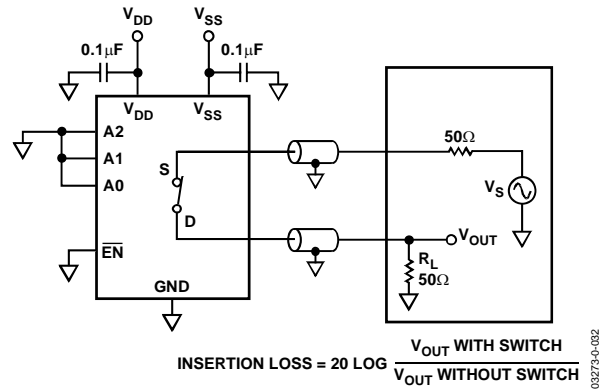 VDD
VSS
0.1µF
0.1µF
VDD
VSS
A2
A1
A0
S
D
50Ω
VS
VOUT
RL
50Ω
EN
GND
INSERTION LOSS = 20 LOG
VOUT WITH SWITCH
VOUT WITHOUT SWITCH
03273-0-032